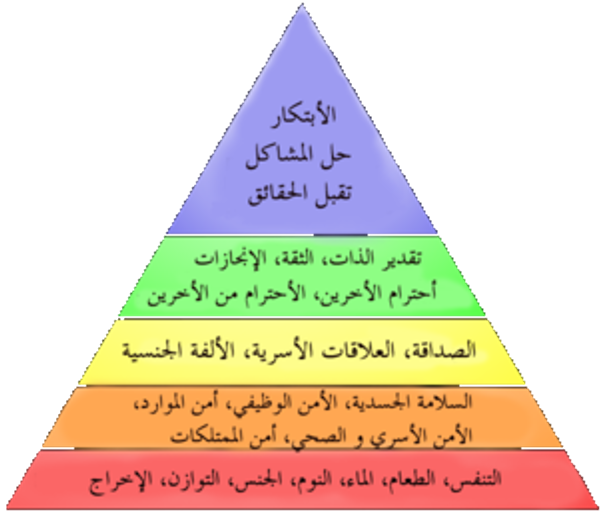 الأبتكار
حل المشاكل
تقبل الحقائق
تقدير الذات، الثقة، الإنجازات
أحترام الأخرين، الأحترام من الأخرين
الصداقة، العلاقات الأسرية، الألفة الجنسية
السلامة الجسدية، الأمن الوظيفي، أمن الموارد،
الأمن الأسري و الصحي، أمن الممتلكات
التنفس، الطعام، الماء، النوم، الجنس، التوازن، الإخراج